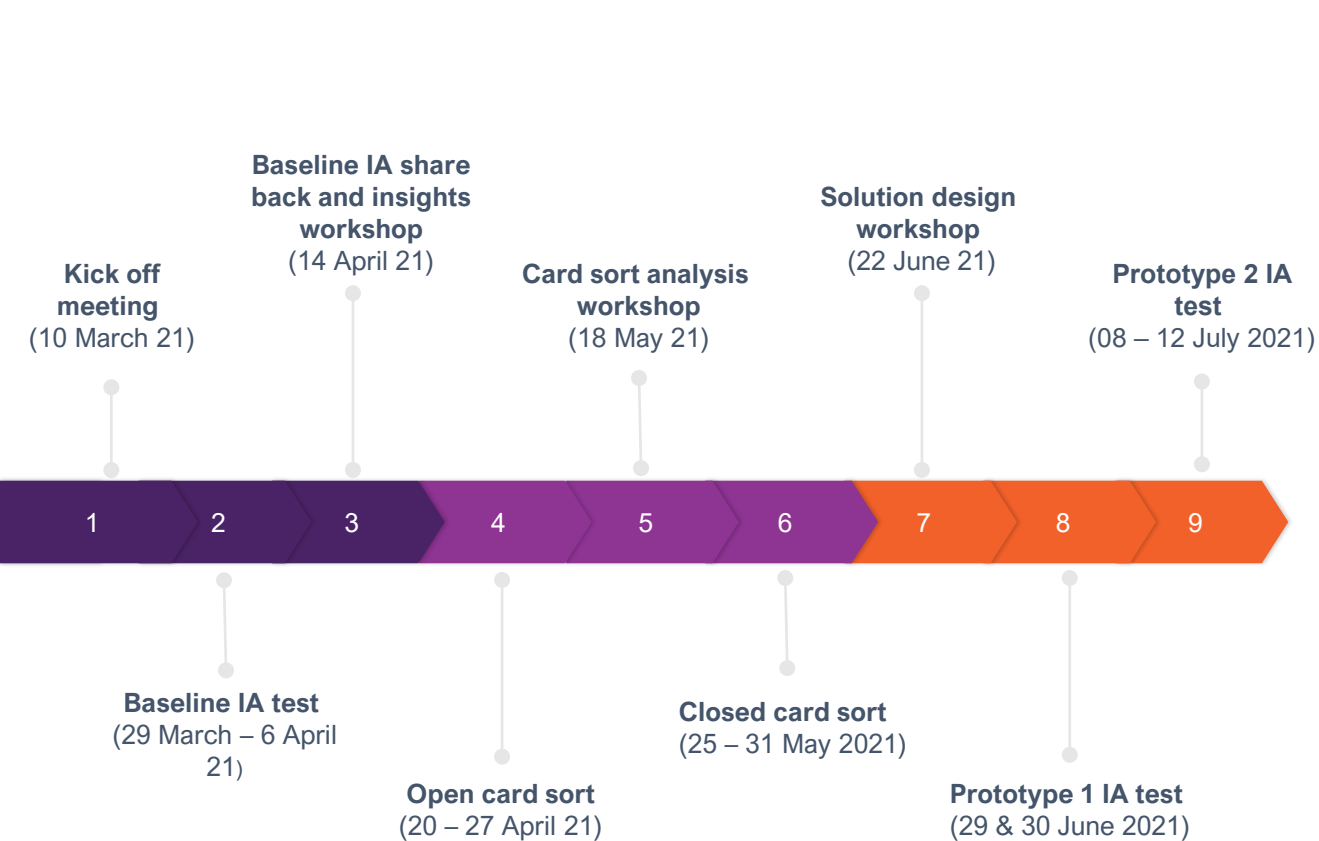 Baseline IA share
back and insights
workshop
(14 April 21)
Solution design
workshop
(22 June 21)
Kick off
meeting
(10 March 21)
Card sort analysis
workshop
(18 May 21)
Prototype 2 IA
test
(08 – 12 July 2021)
1
2
3
4
5
6
7
8
9
Baseline IA test
(29 March – 6 April
21)
Closed card sort
(25 – 31 May 2021)
Open card sort
(20 – 27 April 21)
Prototype 1 IA test
(29 & 30 June 2021)